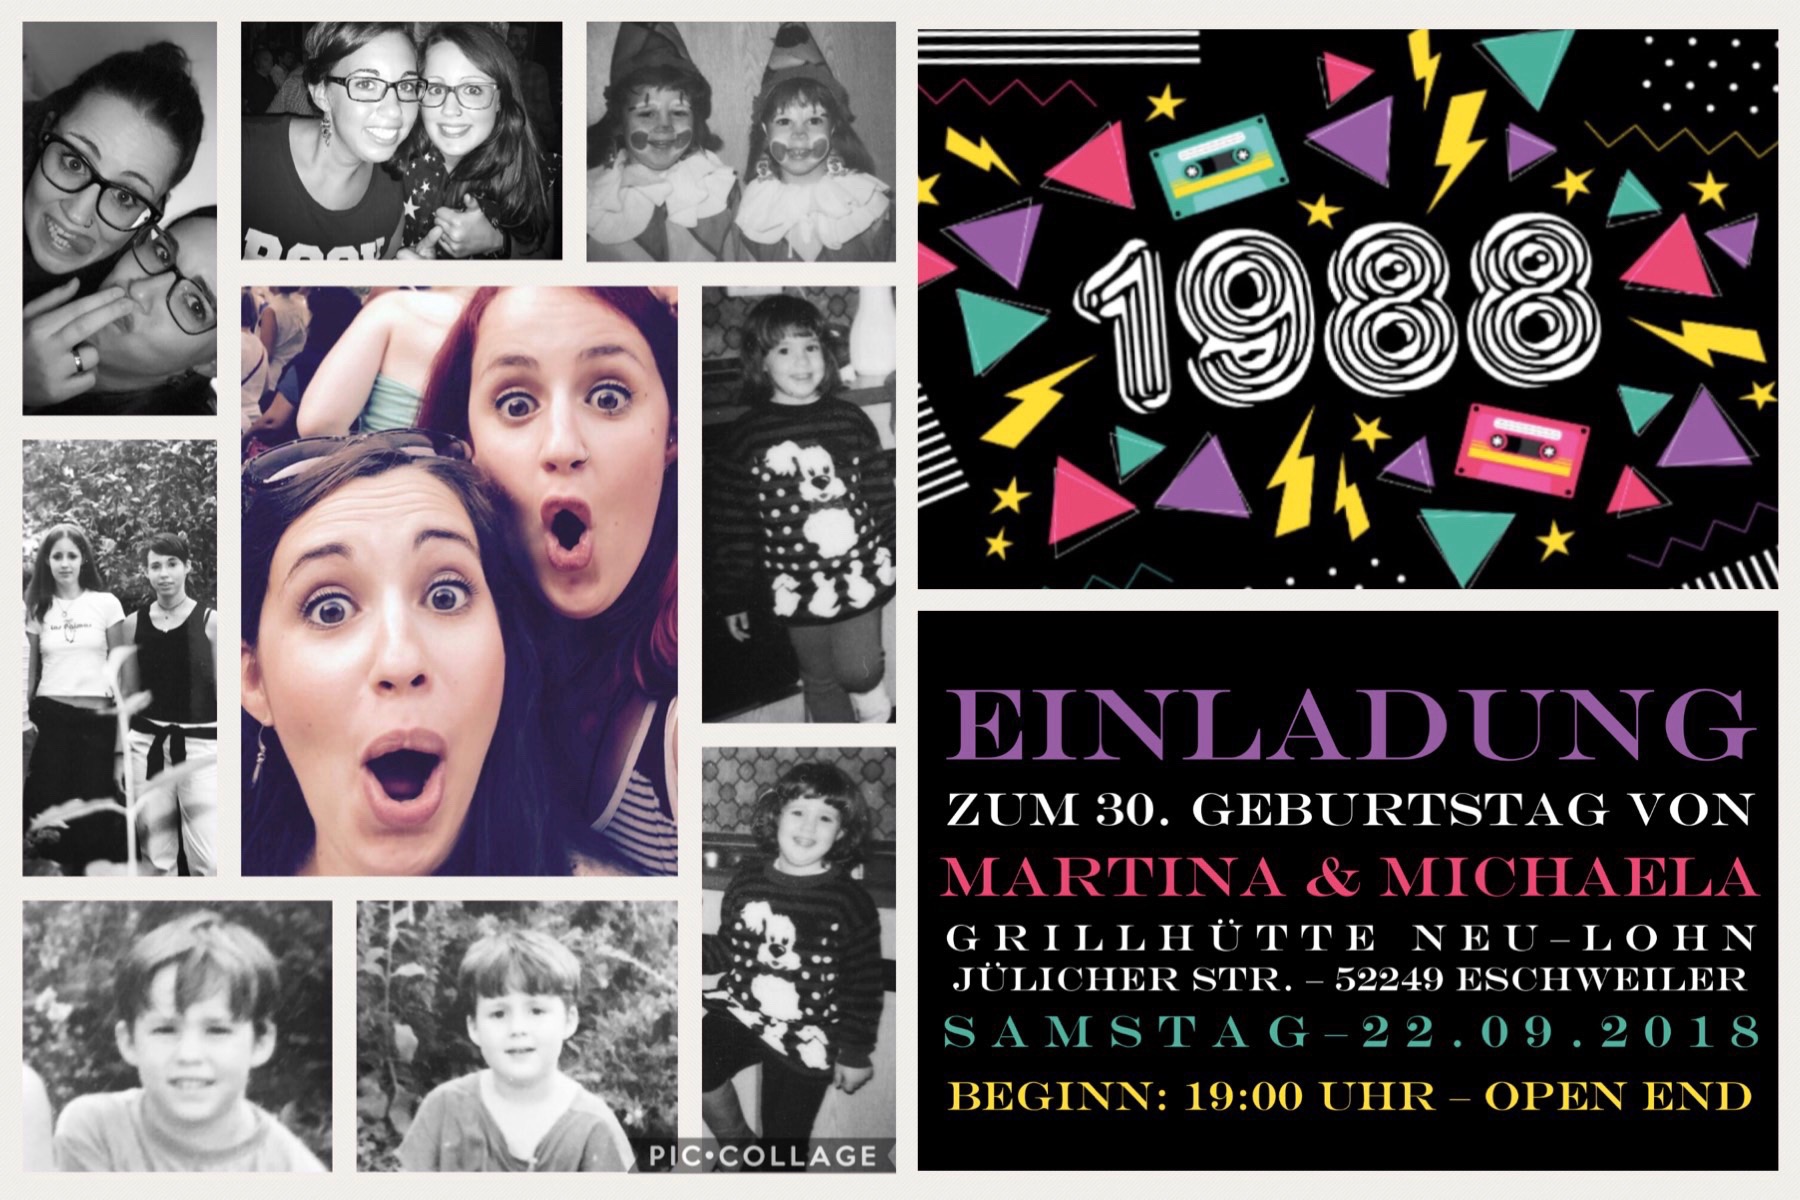 1988
EINLADUNG
ZUM 30. GEBURTSTAG VON
MARTINA & MICHAELA
GRILLHÜTTE NEU–LOHN
JÜLICHER STR. – 52249 ESCHWEILER
SAMSTAG–22.09.2018
BEGINN: 19:00 UHR – OPEN END
PIC•COLLAGE